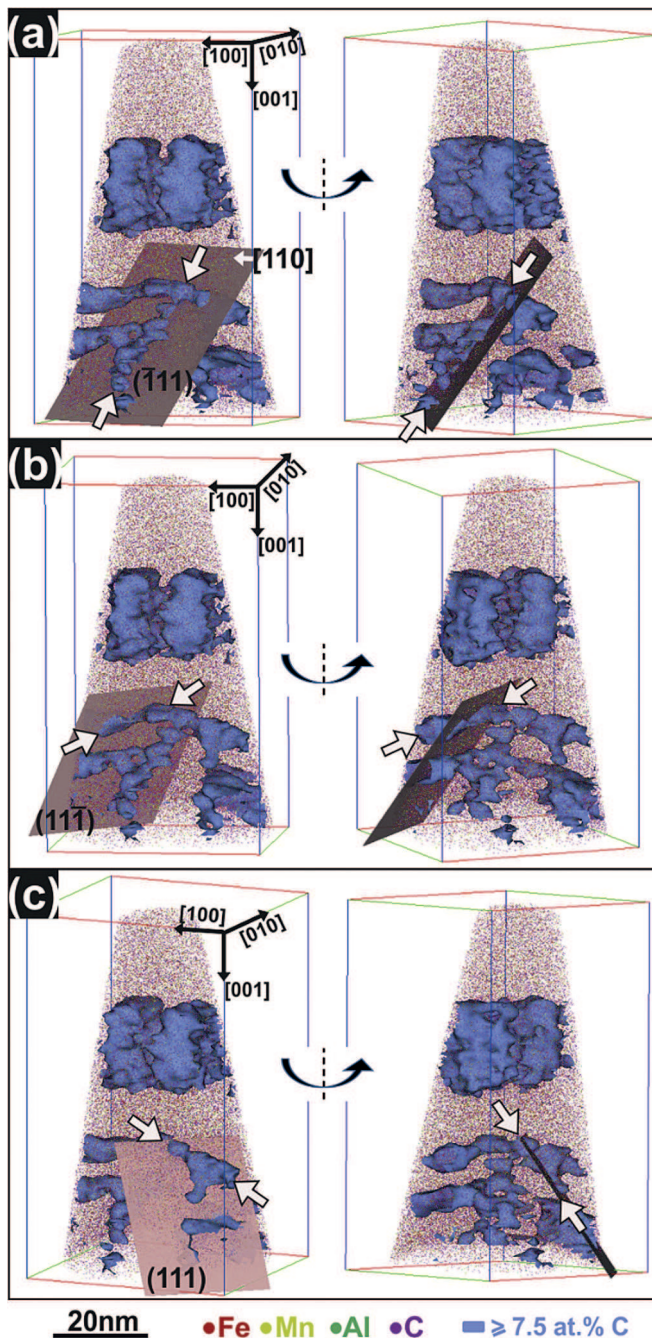 (a)
[100]
[010]
[001]
[110]
(1̄11)
(b)
[100]
[010]
[001]
(111̄)
(c)
[100]
[010]
[001]
(111)
20nm
Fe Mn Al C ⩾ 7.5 at.% C